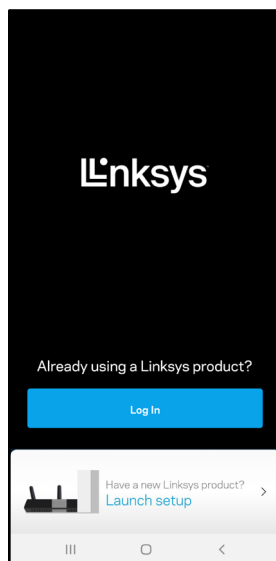 Linksys
Already using a Linksys product?
Log In
Have a new Linksys product?
Launch setup